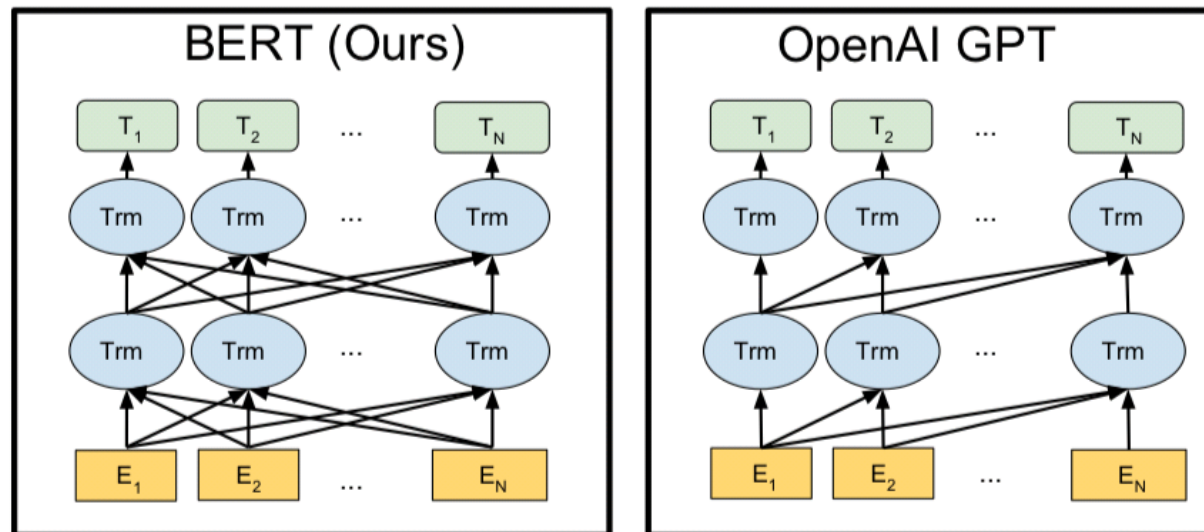 BERT (Ours)
T1 T2 ... TN
Trm Trm ... Trm
Trm Trm ... Trm
E1 E2 ... EN
OpenAI GPT
T1 T2 ... TN
Trm Trm ... Trm
Trm Trm ... Trm
E1 E2 ... EN